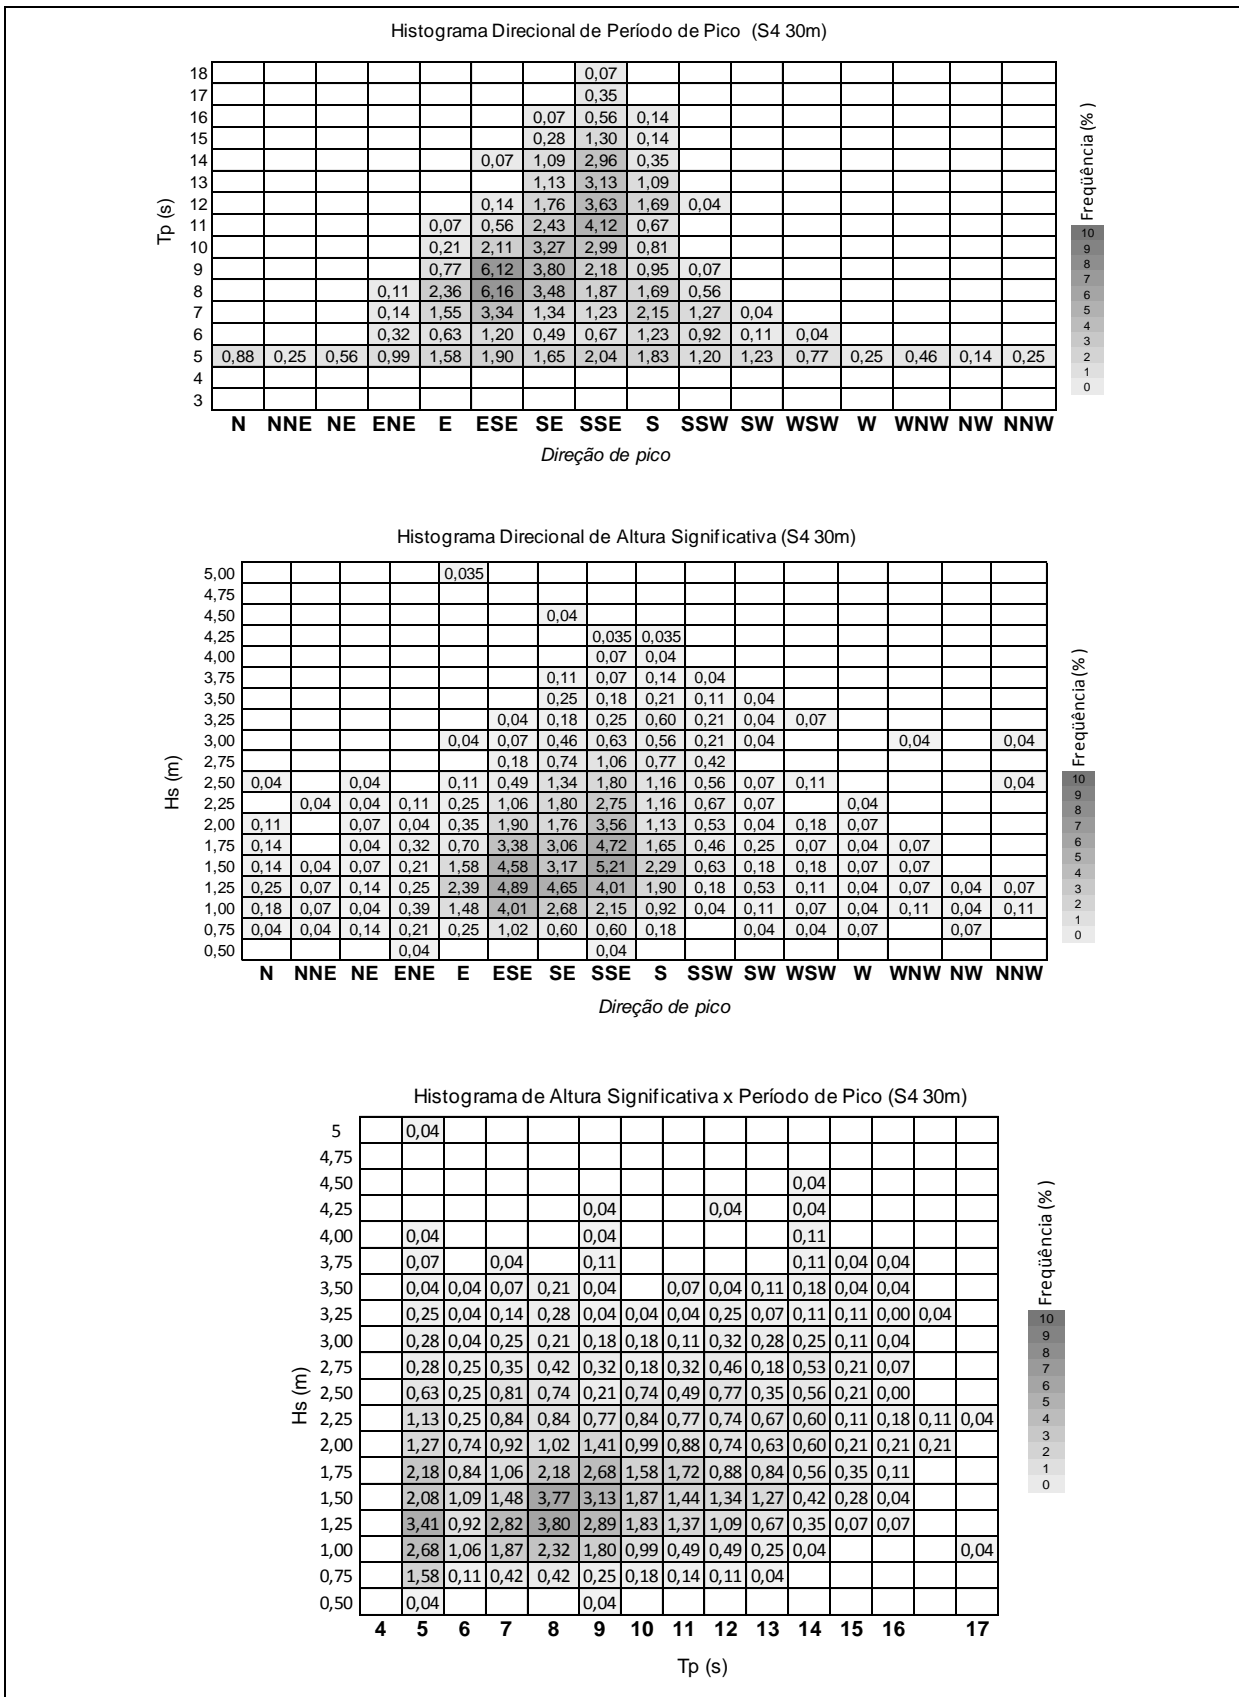 Histograma Direcional de Período de Pico (S4 30m)
18 0,07
17 0,35
16 0,07 0,56 0,14
15 0,28 1,30 0,14
14 0,07 1,09 2,96 0,35
13 1,13 3,13 1,09
12 0,14 1,76 3,63 1,69 0,04
11 0,07 0,56 2,43 4,12 0,67
10 0,21 2,11 3,27 2,99 0,81
9 0,77 6,12 3,80 2,18 0,95 0,07
8 0,11 2,36 6,16 3,48 1,87 1,69 0,56
7 0,14 1,55 3,34 1,34 1,23 2,15 1,27 0,04
6 0,32 0,63 1,20 0,49 0,67 1,23 0,92 0,11 0,04
5 0,88 0,25 0,56 0,99 1,58 1,90 1,65 2,04 1,83 1,20 1,23 0,77 0,25 0,46 0,14 0,25
4
3
Tp (s)
N NNE NE ENE E ESE SE SSE S SSW SW WSW W WNW NW NNW
Direção de pico
Freqüência (%)
10
9
8
7
6
5
4
3
2
1
0
Histograma Direcional de Altura Significativa (S4 30m)
5,00 0,035
4,75
4,50 0,04
4,25 0,035 0,035
4,00 0,07 0,04
3,75 0,11 0,07 0,14 0,04
3,50 0,25 0,18 0,21 0,11 0,04
3,25 0,04 0,18 0,25 0,60 0,21 0,04 0,07
3,00 0,04 0,07 0,46 0,63 0,56 0,21 0,04 0,04 0,04
2,75 0,18 0,74 1,06 0,77 0,42
2,50 0,04 0,04 0,11 0,49 1,34 1,80 1,16 0,56 0,07 0,11 0,04
2,25 0,04 0,04 0,11 0,25 1,06 1,80 2,75 1,16 0,67 0,07 0,04
2,00 0,11 0,07 0,04 0,35 1,90 1,76 3,56 1,13 0,53 0,04 0,18 0,07
1,75 0,14 0,04 0,32 0,70 3,38 3,06 4,72 1,65 0,46 0,25 0,07 0,04 0,07
1,50 0,14 0,04 0,07 0,21 1,58 4,58 3,17 5,21 2,29 0,63 0,18 0,18 0,07 0,07
1,25 0,25 0,07 0,14 0,25 2,39 4,89 4,65 4,01 1,90 0,18 0,53 0,11 0,04 0,07 0,04 0,07
1,00 0,18 0,07 0,04 0,39 1,48 4,01 2,68 2,15 0,92 0,04 0,11 0,07 0,04 0,11 0,04 0,11
0,75 0,04 0,04 0,14 0,21 0,25 1,02 0,60 0,60 0,18 0,04 0,04 0,07 0,07
0,50 0,04 0,04
Hs (m)
N NNE NE ENE E ESE SE SSE S SSW SW WSW W WNW NW NNW
Direção de pico
Freqüência (%)
10
9
8
7
6
5
4
3
2
1
0
Histograma de Altura Significativa x Período de Pico (S4 30m)
5 0,04
4,75
4,50 0,04
4,25 0,04 0,04 0,04
4,00 0,04 0,04 0,11
3,75 0,07 0,04 0,11 0,11 0,04 0,04
3,50 0,04 0,04 0,07 0,21 0,04 0,07 0,04 0,11 0,18 0,04 0,04
3,25 0,25 0,04 0,14 0,28 0,04 0,04 0,04 0,25 0,07 0,11 0,11 0,00 0,04
3,00 0,28 0,04 0,25 0,21 0,18 0,18 0,11 0,32 0,28 0,25 0,11 0,04
2,75 0,28 0,25 0,35 0,42 0,32 0,18 0,32 0,46 0,18 0,53 0,21 0,07
2,50 0,63 0,25 0,81 0,74 0,21 0,74 0,49 0,77 0,35 0,56 0,21 0,00
2,25 1,13 0,25 0,84 0,84 0,77 0,84 0,77 0,74 0,67 0,60 0,11 0,18 0,11 0,04
2,00 1,27 0,74 0,92 1,02 1,41 0,99 0,88 0,74 0,63 0,60 0,21 0,21 0,21
1,75 2,18 0,84 1,06 2,18 2,68 1,58 1,72 0,88 0,84 0,56 0,35 0,11
1,50 2,08 1,09 1,48 3,77 3,13 1,87 1,44 1,34 1,27 0,42 0,28 0,04
1,25 3,41 0,92 2,82 3,80 2,89 1,83 1,37 1,09 0,67 0,35 0,07 0,07
1,00 2,68 1,06 1,87 2,32 1,80 0,99 0,49 0,49 0,25 0,04 0,04
0,75 1,58 0,11 0,42 0,42 0,25 0,18 0,14 0,11 0,04
0,50 0,04 0,04
Hs (m)
4 5 6 7 8 9 10 11 12 13 14 15 16 17
Tp (s)
Freqüência (%)
10
9
8
7
6
5
4
3
2
1
0